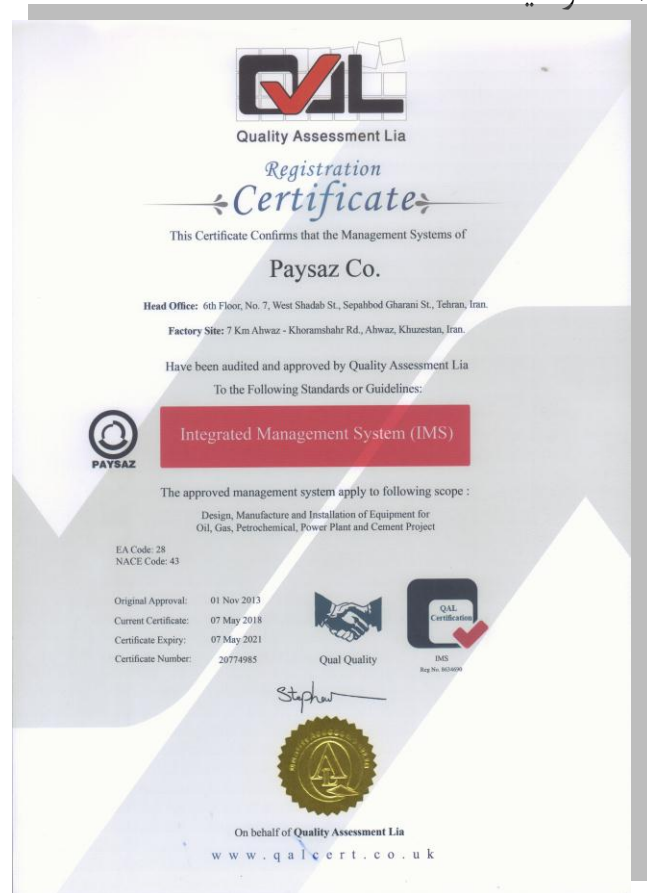 QAL
Quality Assessment Lia
Registration
Certificate
This Certificate Confirms that the Management Systems of
Paysaz Co.
Head Office: 6th Floor, No. 7, West Shadab St., Sepahbod Gharani St., Tehran, Iran.
Factory Site: 7 Km Ahwaz - Khoramshahr Rd., Ahwaz, Khuzestan, Iran.
Have been audited and approved by Quality Assessment Lia
To the Following Standards or Guidelines:
Integrated Management System (IMS)
PAYSAZ
The approved management system apply to following scope :
Design, Manufacture and Installation of Equipment for
Oil, Gas, Petrochemical, Power Plant and Cement Project
EA Code: 28
NACE Code: 43
Original Approval: 01 Nov 2013
Current Certificate: 07 May 2018
Certificate Expiry: 07 May 2021
Certificate Number: 20774985
Qual Quality
QAL
Certification
IMS
Reg No. 8624690
Stephen
On behalf of Quality Assessment Lia
www.qalcert.co.uk